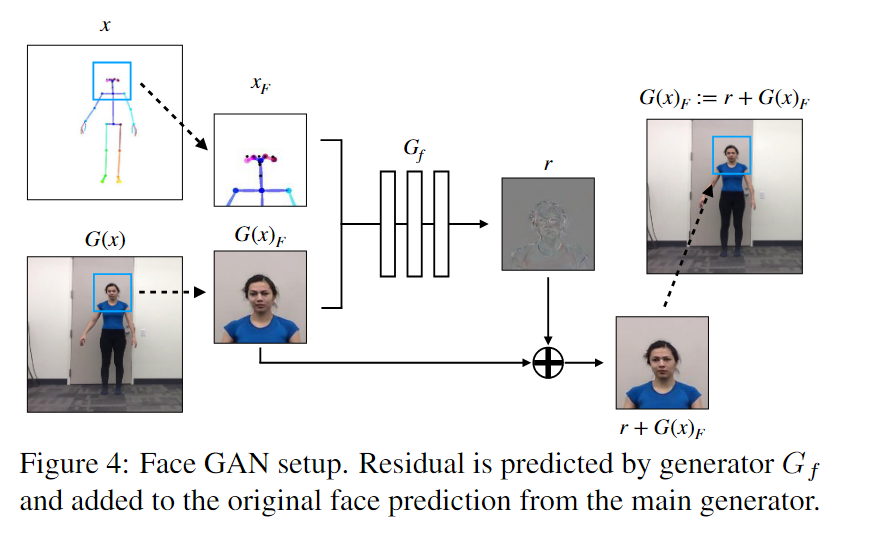 x
x_F
G(x)_F := r + G(x)_F
G_f
r
G(x)
G(x)_F
r + G(x)_F
Figure 4: Face GAN setup. Residual is predicted by generator G_f
and added to the original face prediction from the main generator.